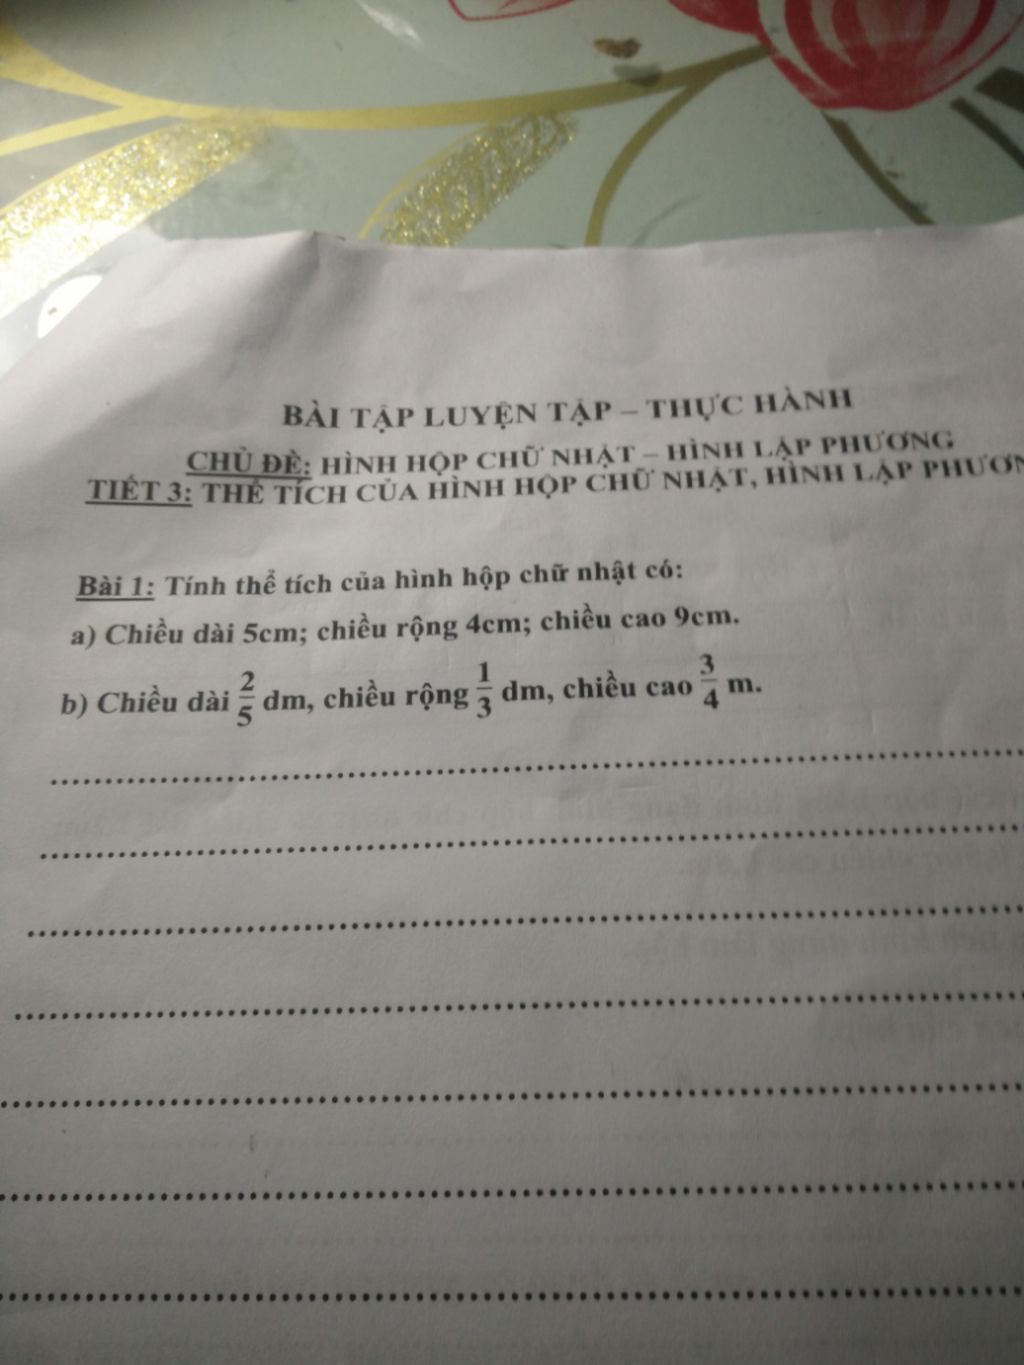 BÀI TẬP LUYỆN TẬP – THỰC HÀNH
CHỦ ĐỀ: HÌNH HỘP CHỮ NHẬT – HÌNH LẬP PHƯƠNG
TIẾT 3: THỂ TÍCH CỦA HÌNH HỘP CHỮ NHẬT, HÌNH LẬP
Bài 1: Tính thể tích của hình hộp chữ nhật có:
a) Chiều dài 5cm; chiều rộng 4cm; chiều cao 9cm.
b) Chiều dài 2/5 dm, chiều rộng 1/3 dm, chiều cao 3/4 m.